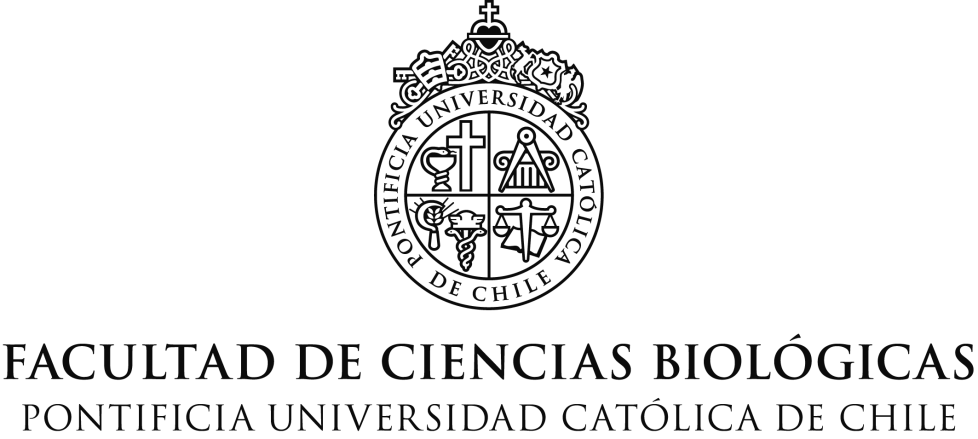 PONTIFICIA UNIVERSIDAD CATÓLICA DE CHILE
FACULTAD DE CIENCIAS BIOLÓGICAS
PONTIFICIA UNIVERSIDAD CATÓLICA DE CHILE